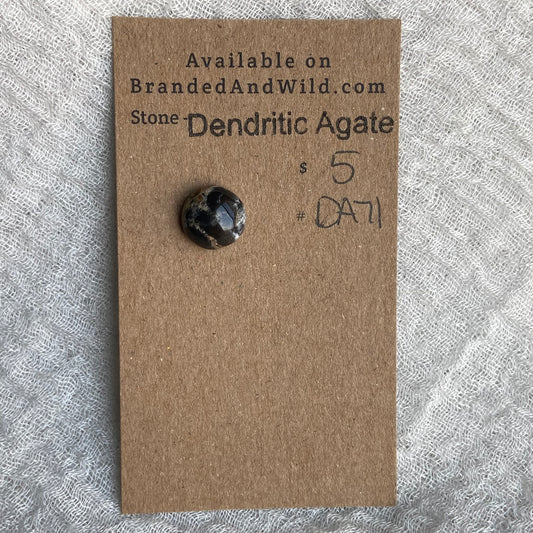 Available on
BrandedAndWild.com
Stone - Dendritic Agate
$ 5
# DA71